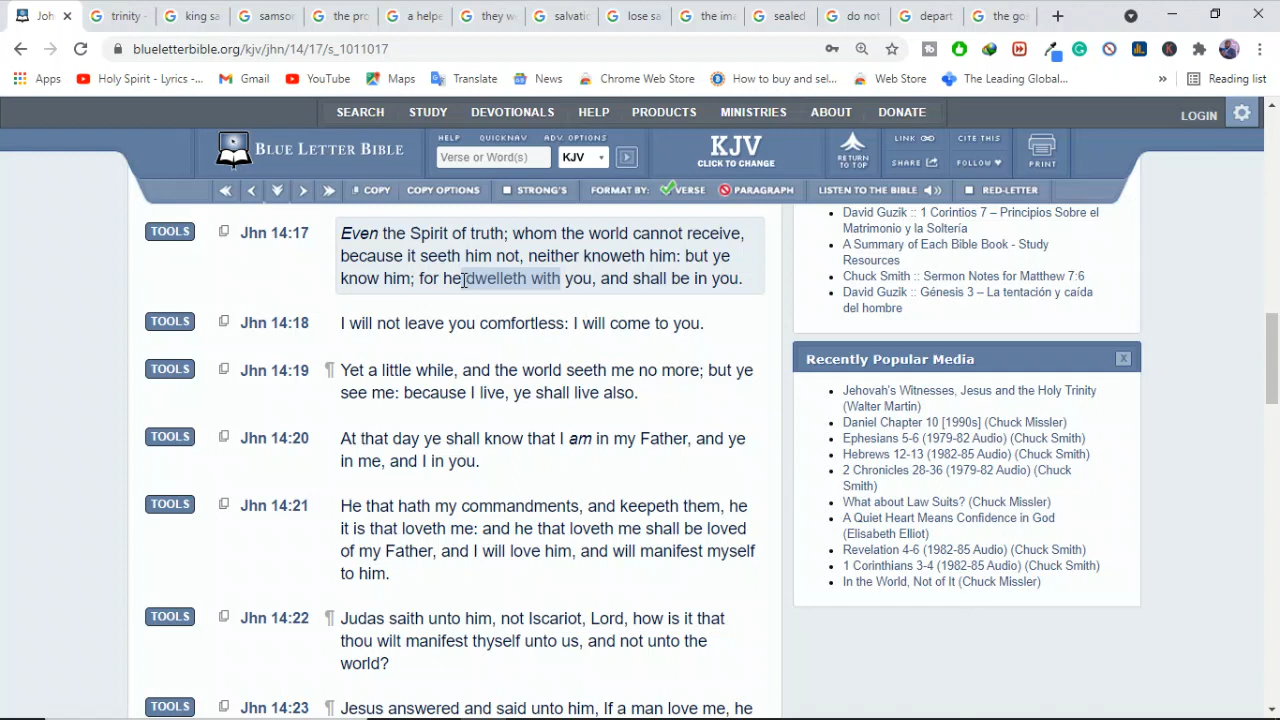 Joh
trinity
king sa
samsor
the pro
a helpe
they w
salvatic
lose sa
the ima
sealed
do not
depart
the gos
blueletterbible.org/kjv/jhn/14/17/s_1011017
Apps
Holy Spirit - Lyrics -...
Gmail
YouTube
Maps
Translate
News
Chrome Web Store
How to buy and sel...
Web Store
The Leading Global...
»
Reading list
SEARCH STUDY DEVOTIONALS HELP PRODUCTS MINISTRIES ABOUT DONATE
LOGIN
BLUE LETTER BIBLE
HELP QUICKNAV ADV. OPTIONS
Verse or Word(s)
KJV
KJV
CLICK TO CHANGE
RETURN
TO TOP
LINK
SHARE
CITE THIS
FOLLOW
PRINT
COPY COPY OPTIONS STRONG'S FORMAT BY: VERSE PARAGRAPH LISTEN TO THE BIBLE RED-LETTER
TOOLS Jhn 14:17 Even the Spirit of truth; whom the world cannot receive,
because it seeth him not, neither knoweth him: but ye
know him; for he dwelleth with you, and shall be in you.
TOOLS Jhn 14:18 I will not leave you comfortless: I will come to you.
TOOLS Jhn 14:19 ¶ Yet a little while, and the world seeth me no more; but ye
see me: because I live, ye shall live also.
TOOLS Jhn 14:20 At that day ye shall know that I am in my Father, and ye
in me, and I in you.
TOOLS Jhn 14:21 He that hath my commandments, and keepeth them, he
it is that loveth me: and he that loveth me shall be loved
of my Father, and I will love him, and will manifest myself
to him.
TOOLS Jhn 14:22 ¶ Judas saith unto him, not Iscariot, Lord, how is it that
thou wilt manifest thyself unto us, and not unto the
world?
TOOLS Jhn 14:23 ¶ Jesus answered and said unto him, If a man love me, he
David Guzik :: 1 Corintios 7 – Principios Sobre el
Matrimonio y la Soltería
A Summary of Each Bible Book - Study
Resources
Chuck Smith :: Sermon Notes for Matthew 7:6
David Guzik :: Génesis 3 – La tentación y caída
del hombre
Recently Popular Media
X
Jehovah's Witnesses, Jesus and the Holy Trinity
(Walter Martin)
Daniel Chapter 10 [1990s] (Chuck Missler)
Ephesians 5-6 (1979-82 Audio) (Chuck Smith)
Hebrews 12-13 (1982-85 Audio) (Chuck Smith)
2 Chronicles 28-36 (1979-82 Audio) (Chuck
Smith)
What about Law Suits? (Chuck Missler)
A Quiet Heart Means Confidence in God
(Elisabeth Elliot)
Revelation 4-6 (1982-85 Audio) (Chuck Smith)
1 Corinthians 3-4 (1982-85 Audio) (Chuck Smith)
In the World, Not of It (Chuck Missler)